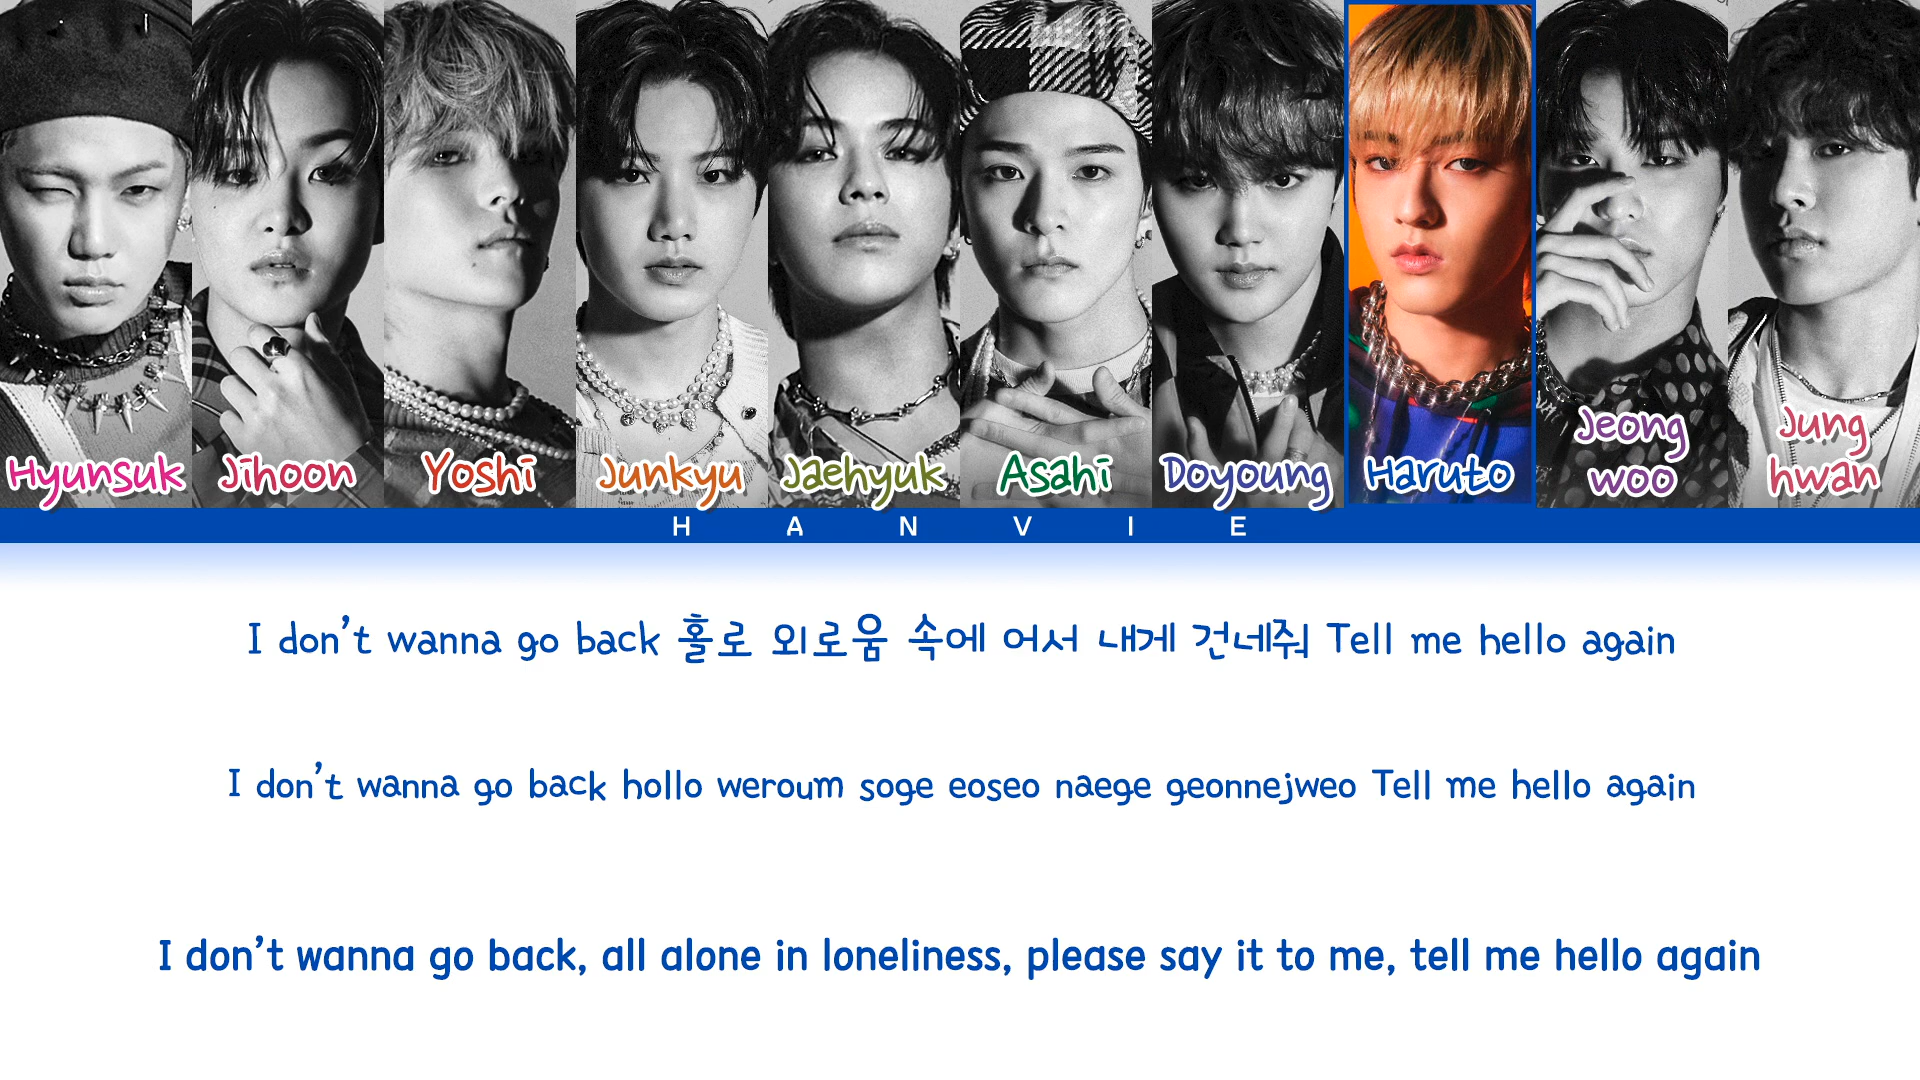 Hyunsuk
Jihoon
Yoshi
Junkyu
Jaehyuk
Asahi
Doyoung
Haruto
Jeong
woo
Jung
hwan
HANVIE
I don't wanna go back 홀로 외로움 속에 어서 내게 건네줘 Tell me hello again
I don't wanna go back hollo weroum soge eoseo naege geonnejweo Tell me hello again
I don't wanna go back, all alone in loneliness, please say it to me, tell me hello again